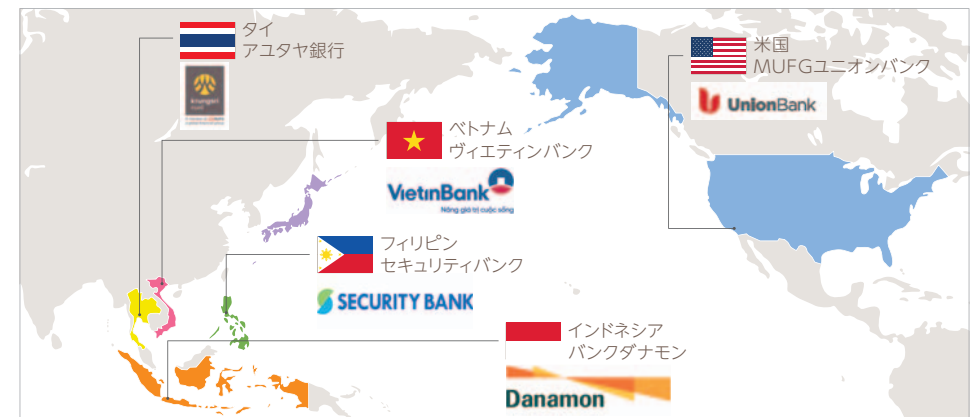 タイ
アユタヤ銀行
krungsri
米国
MUFGユニオンバンク
UnionBank
ベトナム
ヴィエティンバンク
VietinBank
Nâng giá trị cuộc sống
フィリピン
セキュリティバンク
SECURITY BANK
インドネシア
バンクダナモン
Danamon